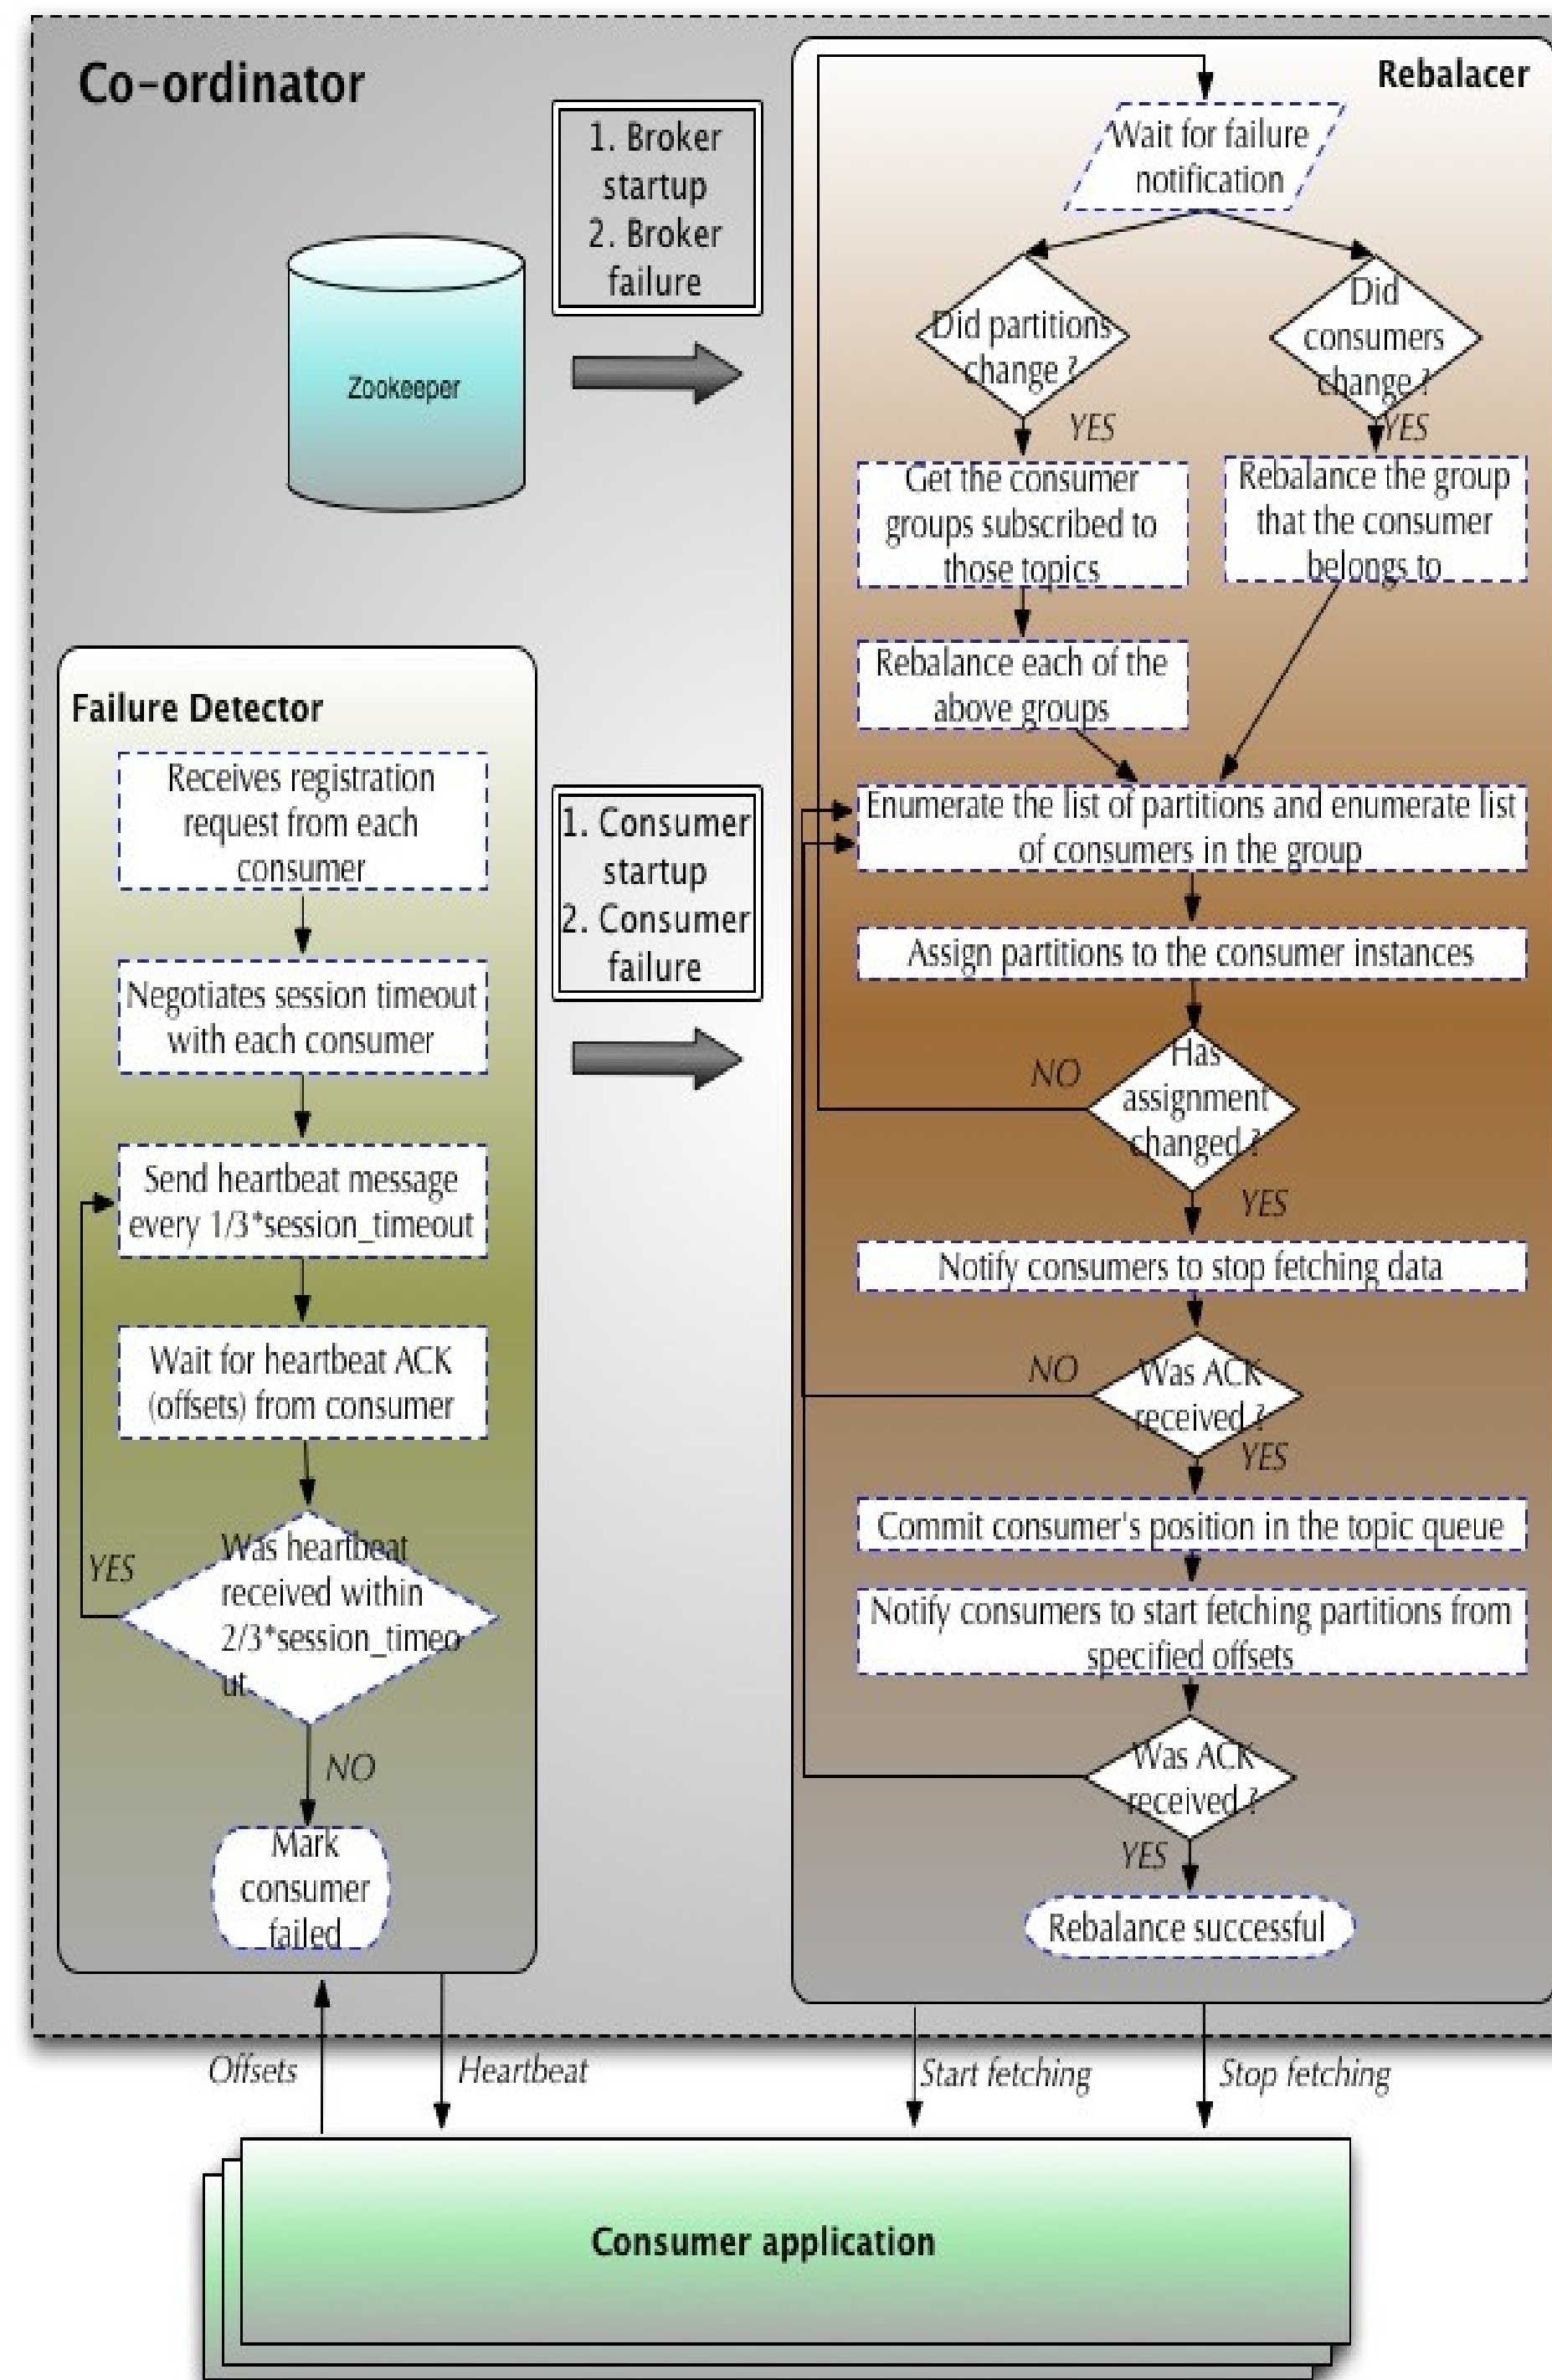 Co-ordinator
Rebalacer
1. Broker
startup
2. Broker
failure
Zookeeper
Wait for failure
notification
Did partitions
change ?
YES
Did
consumers
change ?
YES
Get the consumer
groups subscribed to
those topics
Rebalance the group
that the consumer
belongs to
Rebalance each of the
above groups
Enumerate the list of partitions and enumerate list
of consumers in the group
Assign partitions to the consumer instances
Has
assignment
changed ?
NO
YES
Notify consumers to stop fetching data
Was ACK
received ?
NO
YES
Commit consumer's position in the topic queue
Notify consumers to start fetching partitions from
specified offsets
Was ACK
received ?
YES
Rebalance successful
Failure Detector
Receives registration
request from each
consumer
Negotiates session timeout
with each consumer
Send heartbeat message
every 1/3*session_timeout
Wait for heartbeat ACK
(offsets) from consumer
Was heartbeat
received within
2/3*session_timeo
ut
YES
NO
Mark
consumer
failed
1. Consumer
startup
2. Consumer
failure
Offsets
Heartbeat
Start fetching
Stop fetching
Consumer application